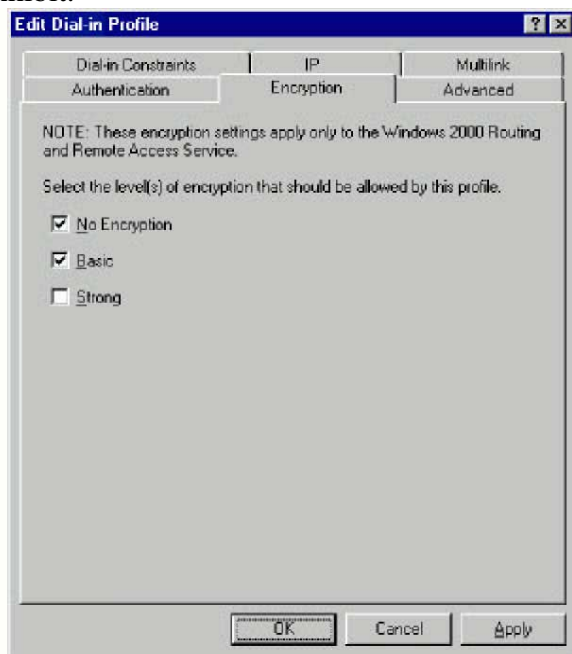 Edit Dial-in Profile
Dial-in Constraints IP Multilink
Authentication Encryption Advanced
NOTE: These encryption settings apply only to the Windows 2000 Routing
and Remote Access Service.
Select the level(s) of encryption that should be allowed by this profile.
No Encryption
Basic
Strong
OK Cancel Apply